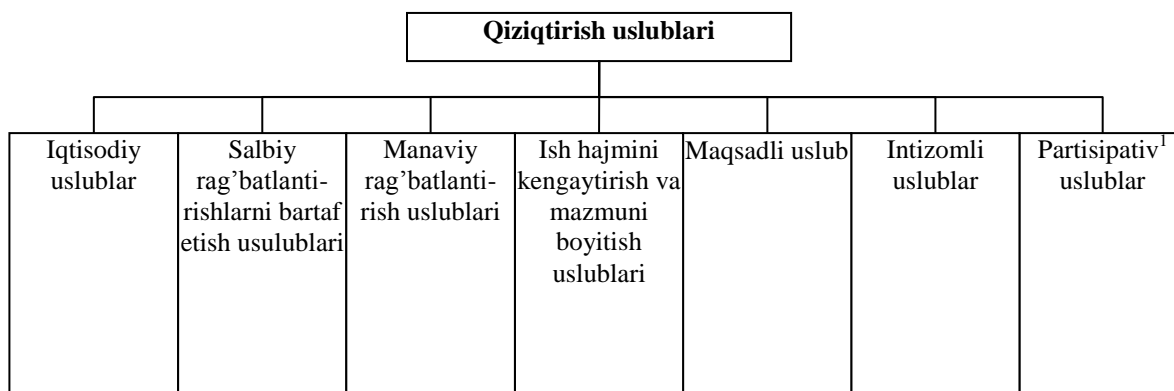 Qiziqtirish uslublari
Iqtisodiy
uslublar
Salbiy
rag’batlanti-
rishlarni bartaf
etish usulublari
Manaviy
rag’batlanti-
rish uslublari
Ish hajmini
kengaytirish va
mazmuni
boyitish
uslublari
Maqsadli uslub
Intizomli
uslublar
Partisipativ¹
uslublar